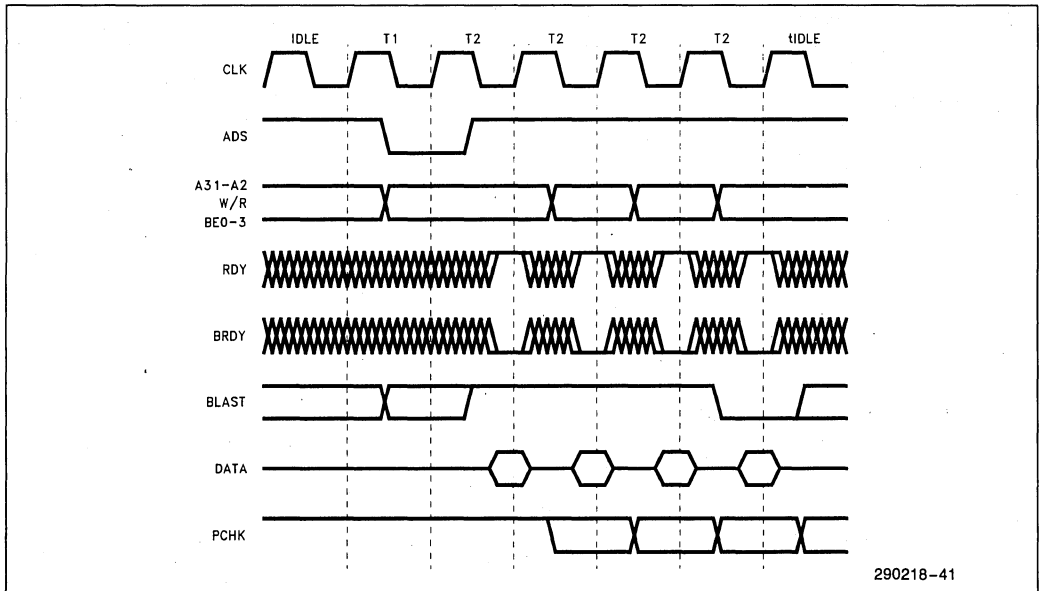 IDLE T1 T2 T2 T2 T2 tIDLE
CLK
ADS
A31-A2
W/R
BE0-3
RDY
BRDY
BLAST
DATA
PCHK
290218-41